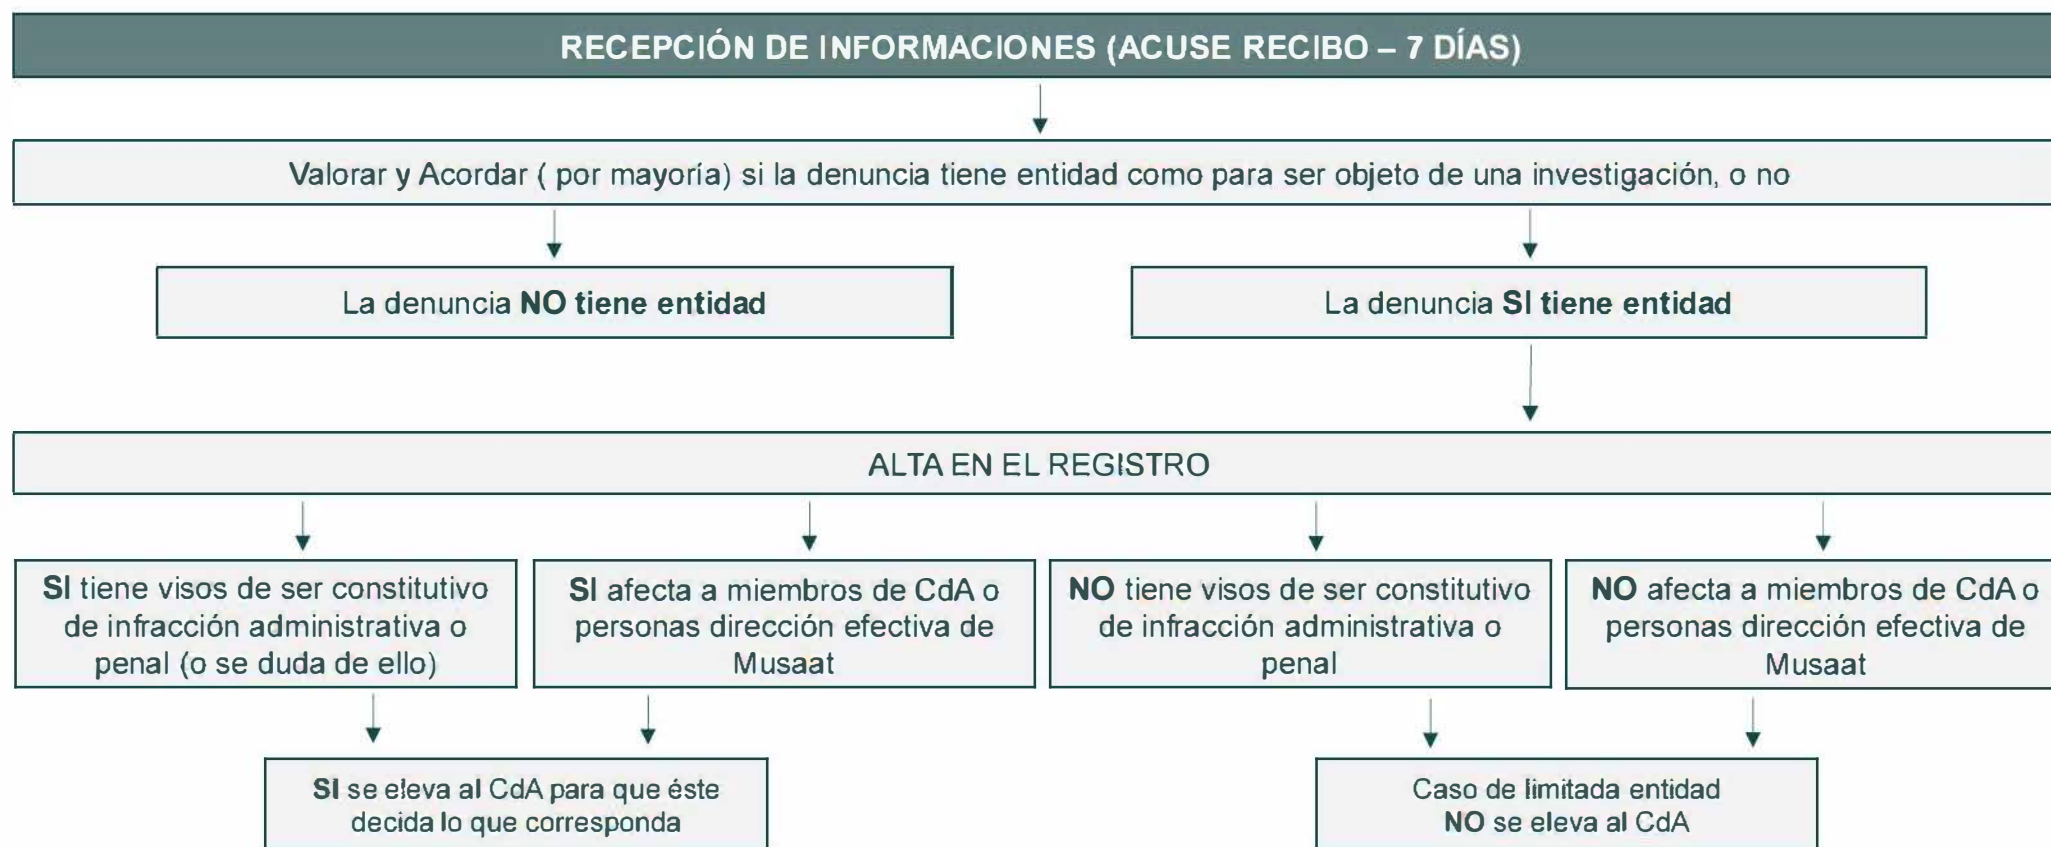 RECEPCIÓN DE INFORMACIONES (ACUSE RECIBO – 7 DÍAS)
Valorar y Acordar ( por mayoría) si la denuncia tiene entidad como para ser objeto de una investigación, o no
La denuncia NO tiene entidad
La denuncia SI tiene entidad
ALTA EN EL REGISTRO
SI tiene visos de ser constitutivo
de infracción administrativa o
penal (o se duda de ello)
SI afecta a miembros de CdA o
personas dirección efectiva de
Musaat
NO tiene visos de ser constitutivo
de infracción administrativa o
penal
NO afecta a miembros de CdA o
personas dirección efectiva de
Musaat
SI se eleva al CdA para que éste
decida lo que corresponda
Caso de limitada entidad
NO se eleva al CdA